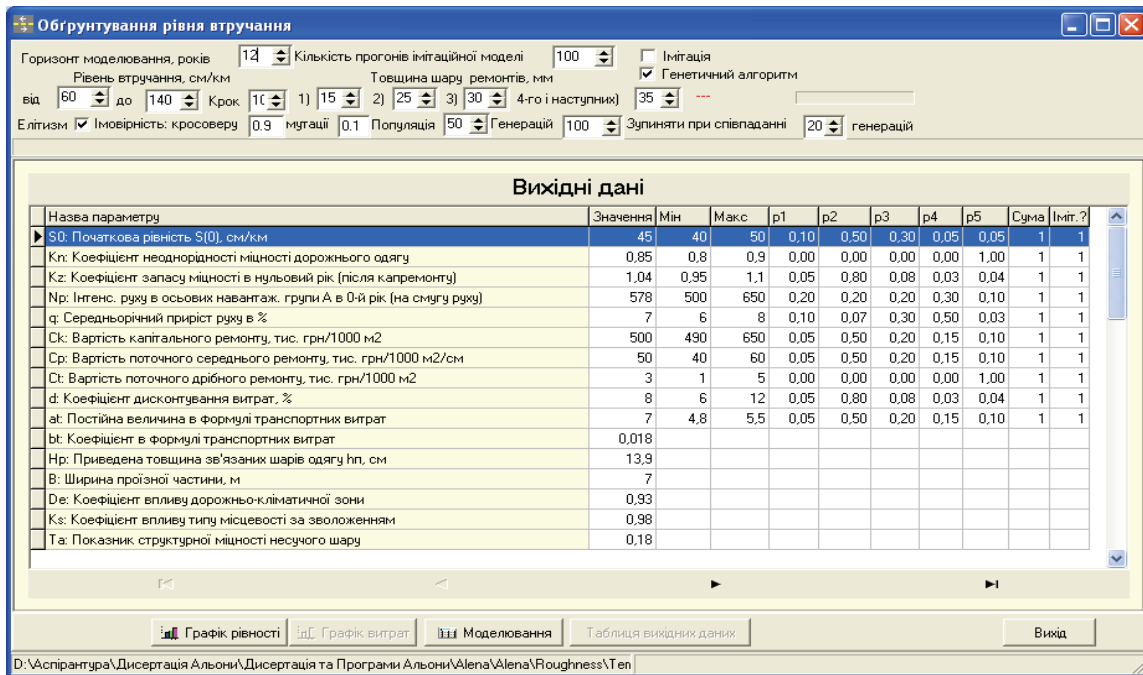 Обґрунтування рівня втручання
Горизонт моделювання, років 12 Кількість прогонів імітаційної моделі 100 Імітація
Рівень втручання, см/км Товщина шару ремонтів, мм Генетичний алгоритм
від 60 до 140 Крок 10 1) 15 2) 25 3) 30 4-го і наступних) 35 ---
Елітизм Імовірність: кросоверу 0.9 мутації 0.1 Популяція 50 Генерацій 100 Зупиняти при співпаданні 20 генерацій
Вихідні дані
Назва параметру Значення Мін Макс p1 p2 p3 p4 p5 Сума Іміт.?
S0: Початкова рівність S(0), см/км 45 40 50 0,10 0,50 0,30 0,05 0,05 1 1
Kn: Коефіцієнт неоднорідності міцності дорожнього одягу 0,85 0,8 0,9 0,00 0,00 0,00 0,00 1,00 1 1
Kz: Коефіцієнт запасу міцності в нульовий рік (після капремонту) 1,04 0,95 1,1 0,05 0,80 0,08 0,03 0,04 1 1
Np: Інтенс. руху в осьових навантаж. групи А в 0-й рік (на смугу руху) 578 500 650 0,20 0,20 0,20 0,30 0,10 1 1
q: Середньорічний приріст руху в % 7 6 8 0,10 0,07 0,30 0,50 0,03 1 1
Ck: Вартість капітального ремонту, тис. грн/1000 м2 500 490 650 0,05 0,50 0,20 0,15 0,10 1 1
Cp: Вартість поточного середнього ремонту, тис. грн/1000 м2/см 50 40 60 0,05 0,50 0,20 0,15 0,10 1 1
Ct: Вартість поточного дрібного ремонту, тис. грн/1000 м2 3 1 5 0,00 0,00 0,00 0,00 1,00 1 1
d: Коефіцієнт дисконтування витрат, % 8 6 12 0,05 0,80 0,08 0,03 0,04 1 1
at: Постійна величина в формулі транспортних витрат 7 4,8 5,5 0,05 0,50 0,20 0,15 0,10 1 1
bt: Коефіцієнт в формулі транспортних витрат 0,018
Hp: Приведена товщина зв'язаних шарів одягу hп, см 13,9
B: Ширина проїзної частини, м 7
De: Коефіцієнт впливу дорожньо-кліматичної зони 0,93
Ks: Коефіцієнт впливу типу місцевості за зволоженням 0,98
Ta: Показник структурної міцності несучого шару 0,18
Графік рівності Графік витрат Моделювання Таблиця вихідних даних Вихід
D:\Аспірантура\Дисертація Альони\Дисертація та Програми Альони\Alena\Alena\Roughness\Ten